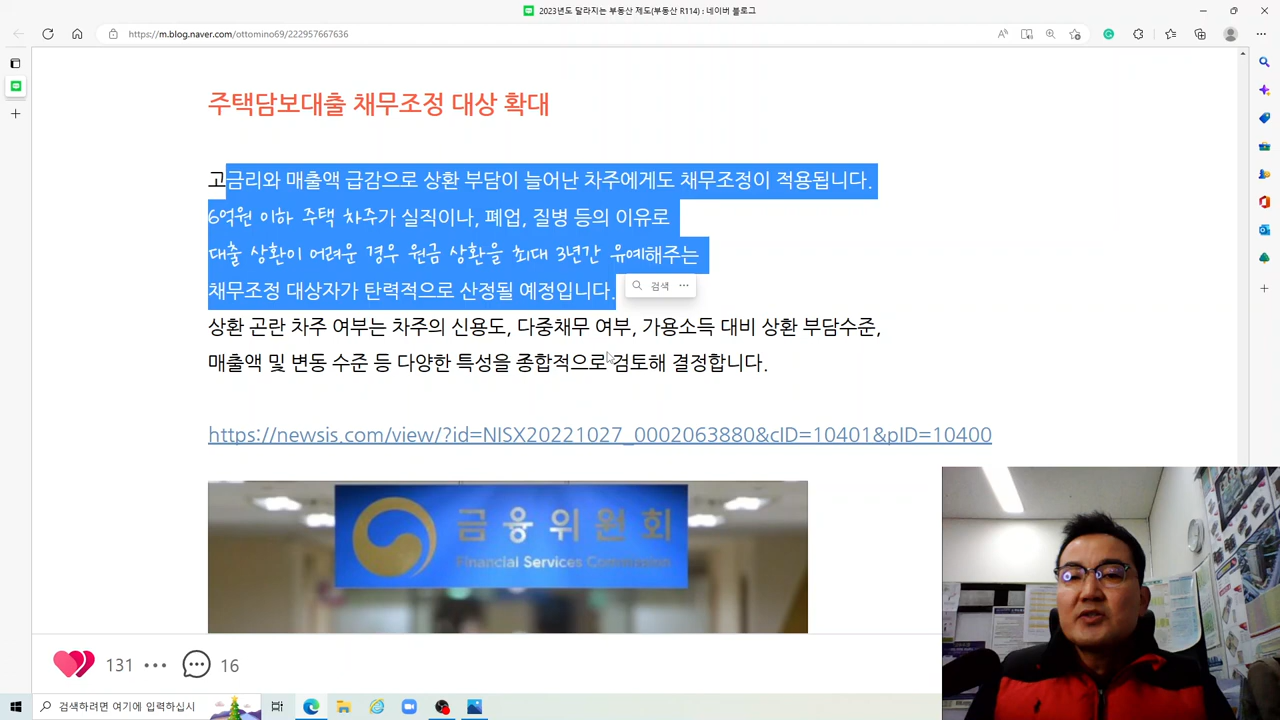 2023년도 달라지는 부동산 제도(부동산 R114) : 네이버 블로그
https://m.blog.naver.com/ottomino69/222957667636
주택담보대출 채무조정 대상 확대
고금리와 매출액 급감으로 상환 부담이 늘어난 차주에게도 채무조정이 적용됩니다.
6억원 이하 주택 차주가 실직이나, 폐업, 질병 등의 이유로
대출 상환이 어려운 경우 원금 상환을 최대 3년간 유예해주는
채무조정 대상자가 탄력적으로 산정될 예정입니다.
검색 ···
상환 곤란 차주 여부는 차주의 신용도, 다중채무 여부, 가용소득 대비 상환 부담수준,
매출액 및 변동 수준 등 다양한 특성을 종합적으로 검토해 결정합니다.
https://newsis.com/view/?id=NISX20221027_0002063880&cID=10401&pID=10400
금융위원회
Financial Services Commission
131 ··· 16
검색하려면 여기에 입력하십시